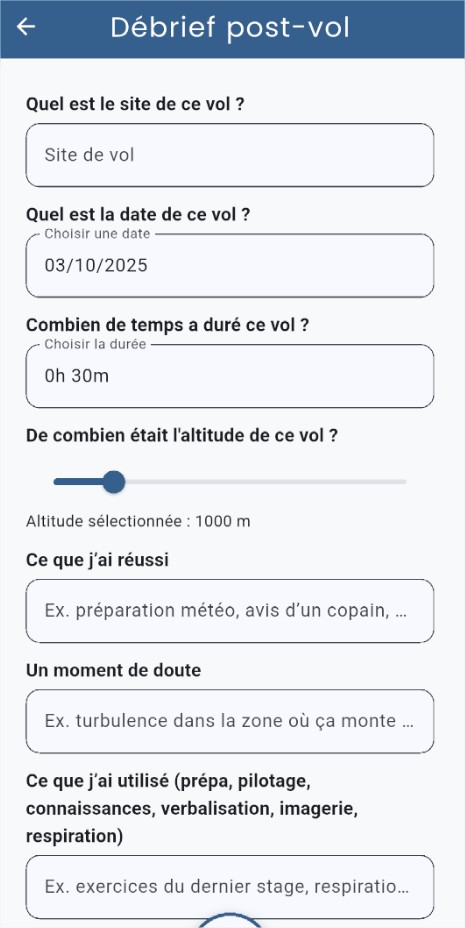 Débrief post-vol
Quel est le site de ce vol ?
Site de vol
Quel est la date de ce vol ?
Choisir une date
03/10/2025
Combien de temps a duré ce vol ?
Choisir la durée
0h 30m
De combien était l'altitude de ce vol ?
Altitude sélectionnée : 1000 m
Ce que j’ai réussi
Ex. préparation météo, avis d’un copain, ...
Un moment de doute
Ex. turbulence dans la zone où ça monte ...
Ce que j’ai utilisé (prépa, pilotage,
connaissances, verbalisation, imagerie,
respiration)
Ex. exercices du dernier stage, respiratio...